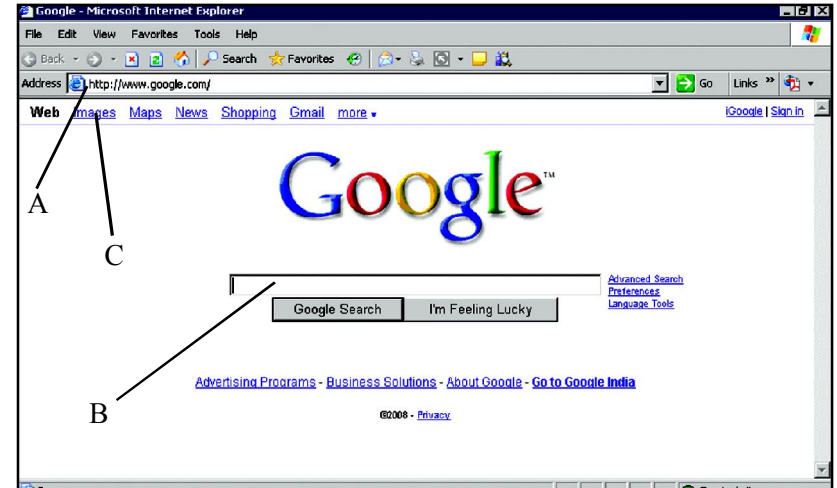 Google - Microsoft Internet Explorer
File Edit View Favorites Tools Help
Back Search Favorites
Address http://www.google.com/ Go Links »
Web Images Maps News Shopping Gmail more iGoogle | Sign in
A
C
Google™
Advanced Search
Preferences
Language Tools
Google Search I'm Feeling Lucky
B
Advertising Programs - Business Solutions - About Google - Go to Google India
©2008 - Privacy